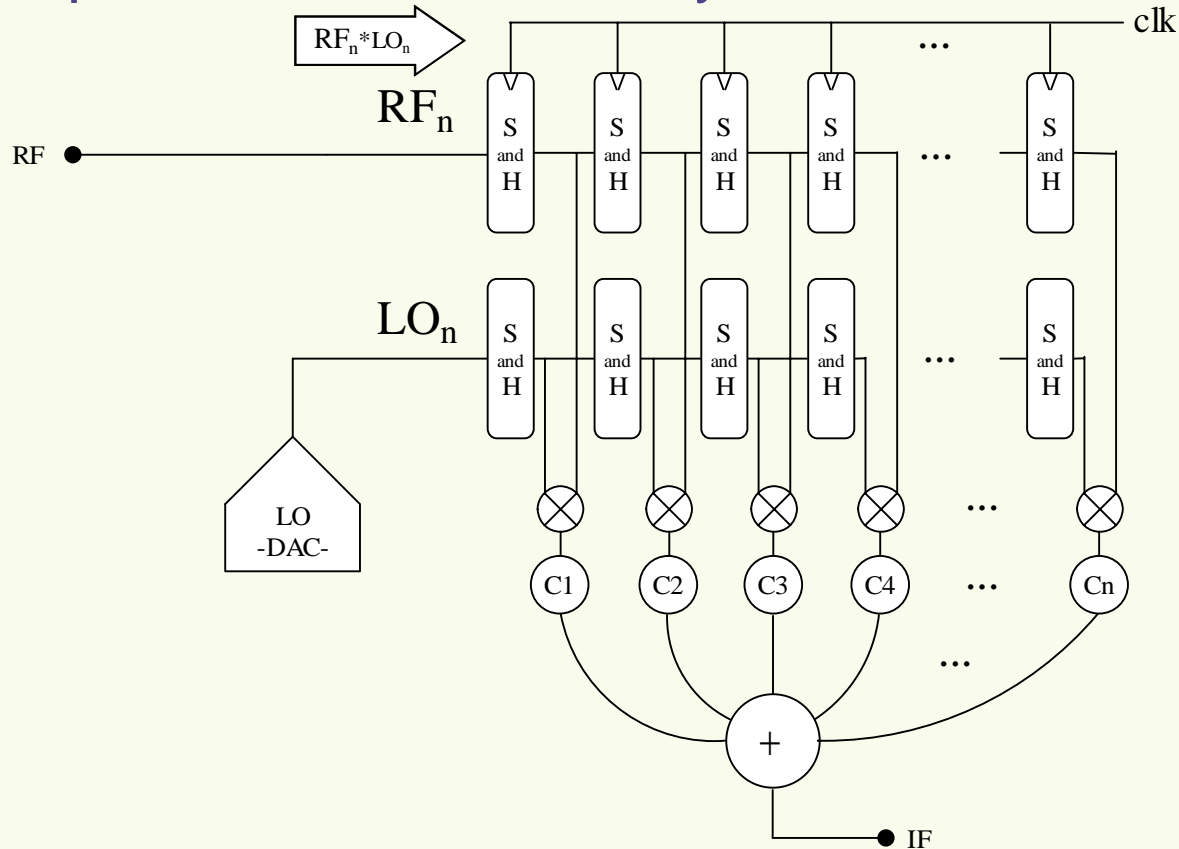 clk
RFn*LOn
RFn
S and H S and H S and H S and H ... S and H
RF
LOn
S and H S and H S and H S and H ... S and H
LO
-DAC-
...
C1 C2 C3 C4 ... Cn
...
+
IF